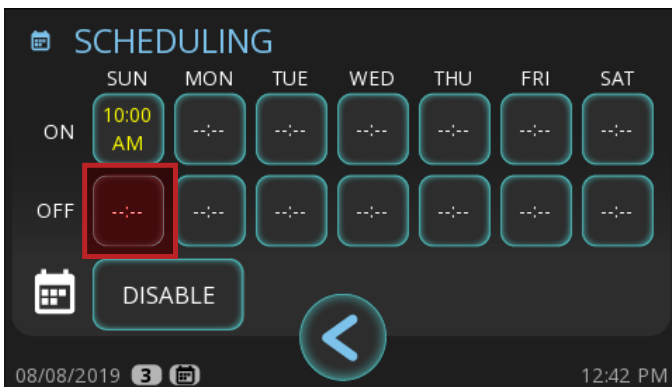 SCHEDULING
SUN MON TUE WED THU FRI SAT
ON 10:00 AM --:-- --:-- --:-- --:-- --:-- --:--
OFF --:-- --:-- --:-- --:-- --:-- --:-- --:--
DISABLE
08/08/2019 3 12:42 PM